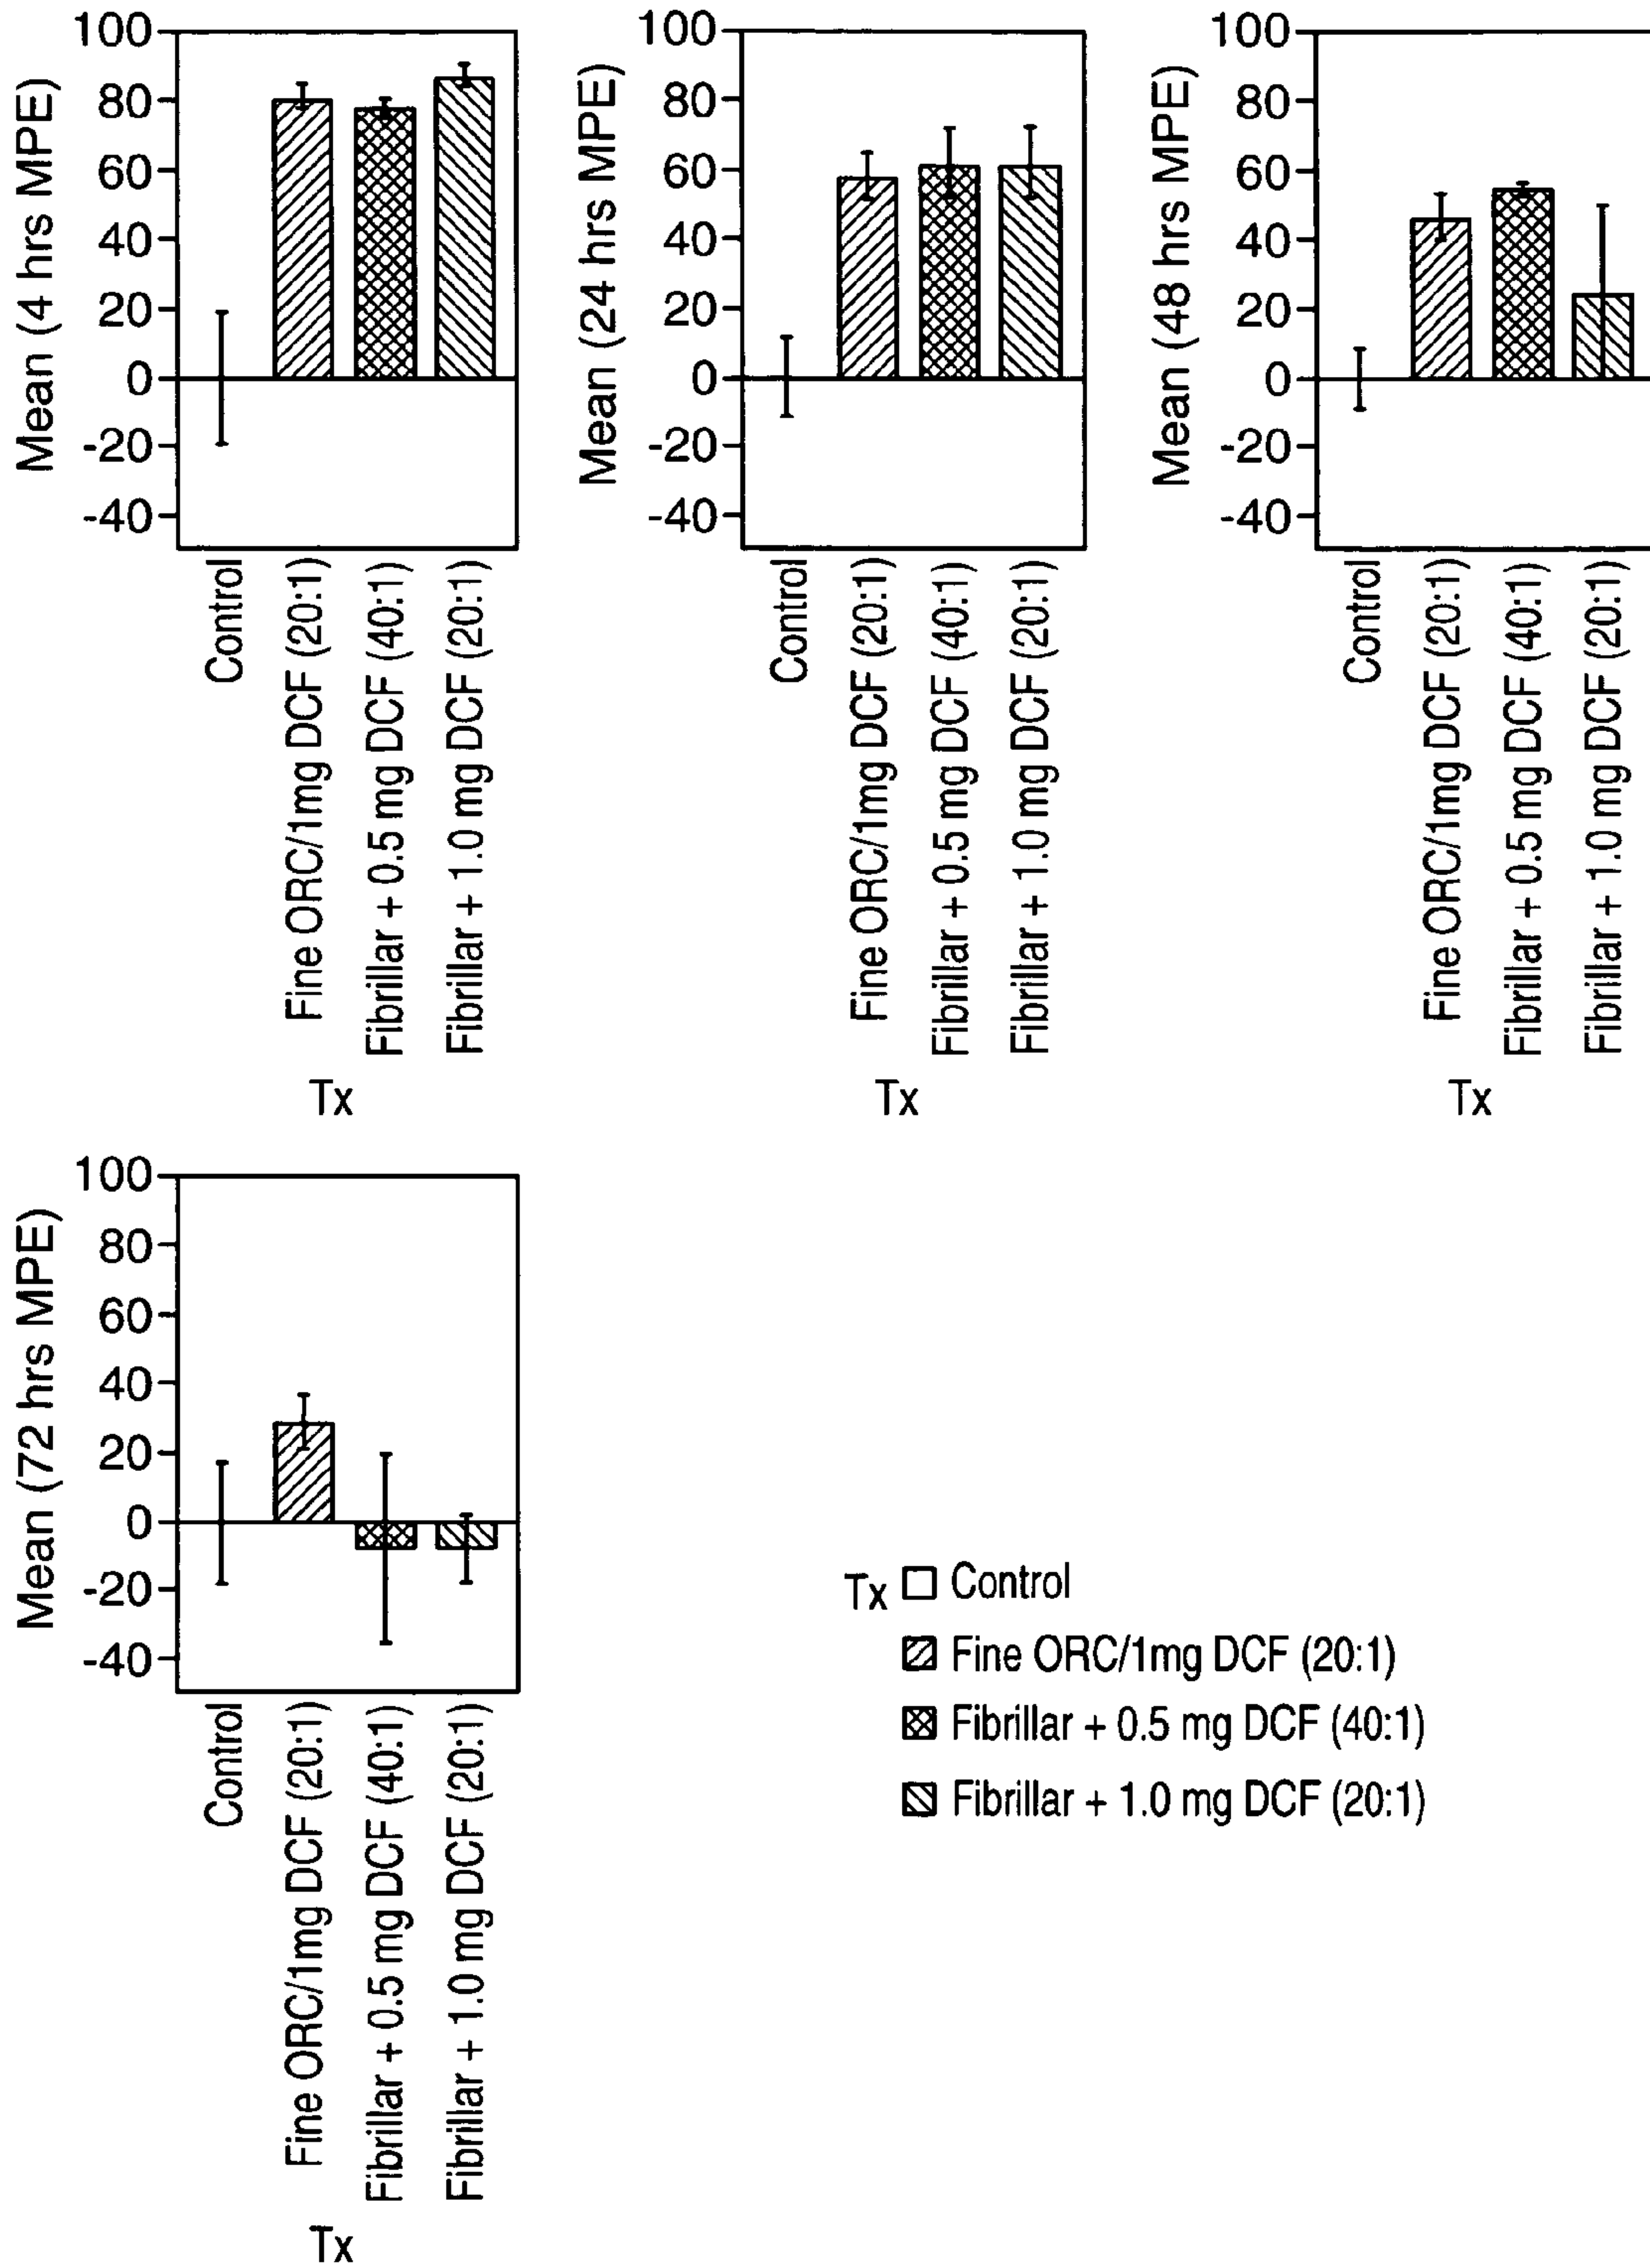 Mean (4 hrs MPE)
100
80
60
40
20
0
-20
-40
Control
Fine ORC/1mg DCF (20:1)
Fibrillar + 0.5 mg DCF (40:1)
Fibrillar + 1.0 mg DCF (20:1)
Tx
Mean (24 hrs MPE)
100
80
60
40
20
0
-20
-40
Control
Fine ORC/1mg DCF (20:1)
Fibrillar + 0.5 mg DCF (40:1)
Fibrillar + 1.0 mg DCF (20:1)
Tx
Mean (48 hrs MPE)
100
80
60
40
20
0
-20
-40
Control
Fine ORC/1mg DCF (20:1)
Fibrillar + 0.5 mg DCF (40:1)
Fibrillar + 1.0 mg DCF (20:1)
Tx
Mean (72 hrs MPE)
100
80
60
40
20
0
-20
-40
Control
Fine ORC/1mg DCF (20:1)
Fibrillar + 0.5 mg DCF (40:1)
Fibrillar + 1.0 mg DCF (20:1)
Tx
Tx Control
Fine ORC/1mg DCF (20:1)
Fibrillar + 0.5 mg DCF (40:1)
Fibrillar + 1.0 mg DCF (20:1)